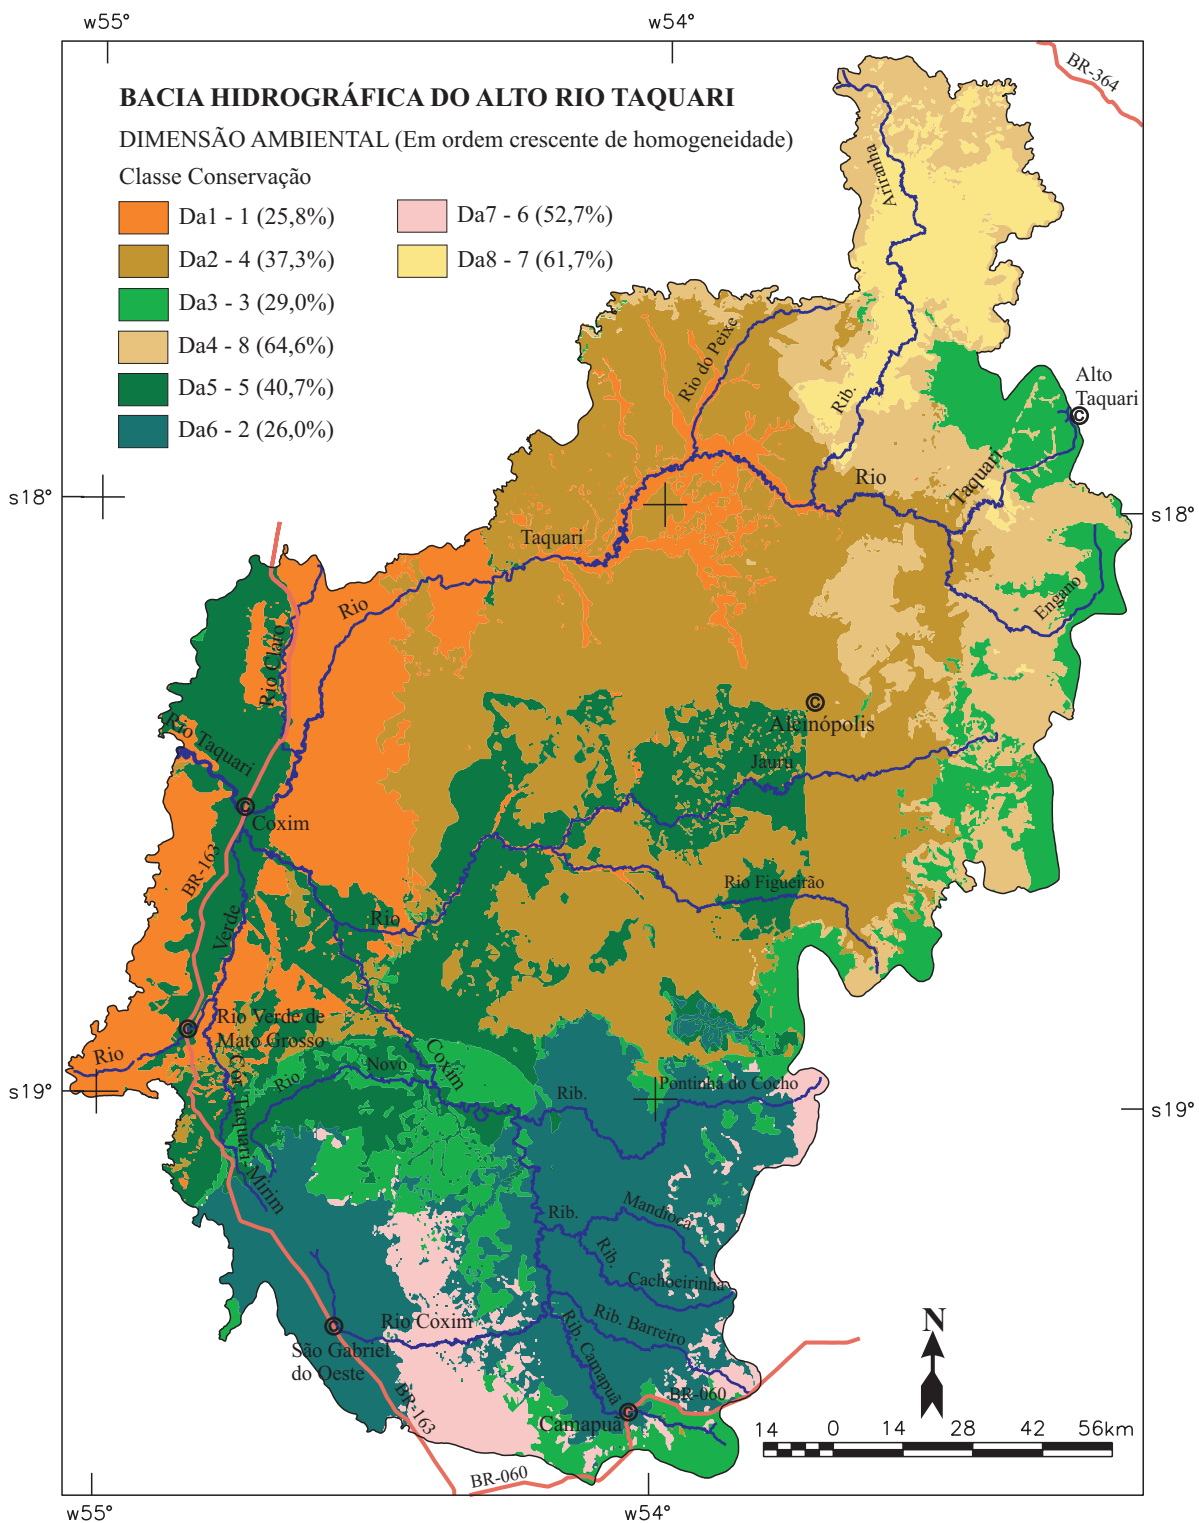 w55°
w54°
BR-364
BACIA HIDROGRÁFICA DO ALTO RIO TAQUARI
DIMENSÃO AMBIENTAL (Em ordem crescente de homogeneidade)
Classe Conservação
Da1 - 1 (25,8%)
Da2 - 4 (37,3%)
Da3 - 3 (29,0%)
Da4 - 8 (64,6%)
Da5 - 5 (40,7%)
Da6 - 2 (26,0%)
Da7 - 6 (52,7%)
Da8 - 7 (61,7%)
Ariranha
Rio do Peixe
Rib.
Alto
Taquari
s18°
Rio
Taquari
s18°
Taquari
Rio
Engano
Rio Claro
Rio Taquari
Alcinópolis
Jauru
Coxim
BR-163
Rio Figueirão
Verde
Rio
Rio Verde de
Mato Grosso
Rio
Cor. Taquari-Mirim
Rio
Novo
Coxim
Pontinha do Cocho
Rib.
s19°
s19°
Rib.
Mandioca
Rib.
Cachoeirinha
Rib. Barreiro
Rib. Camapuã
Rio Coxim
São Gabriel
do Oeste
BR-163
BR-060
Camapuã
BR-060
N
14 0 14 28 42 56km
w55°
w54°
© © © © © © ©